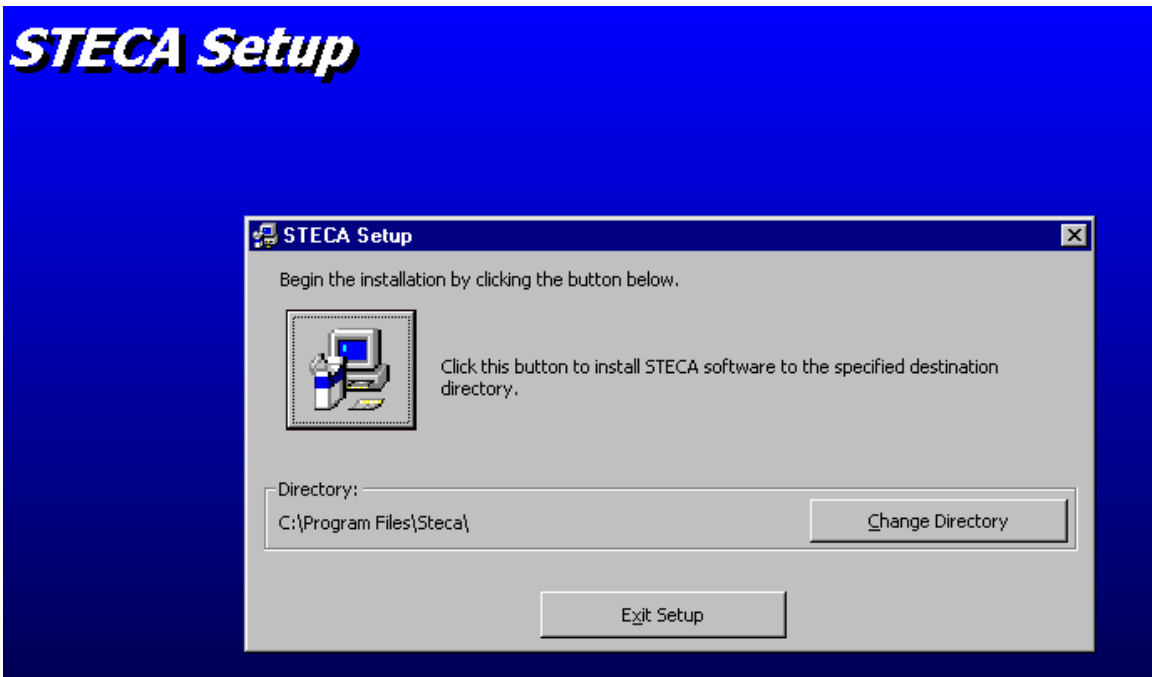 STECA Setup
STECA Setup
Begin the installation by clicking the button below.
Click this button to install STECA software to the specified destination
directory.
Directory:
C:\Program Files\Steca\
Change Directory
Exit Setup